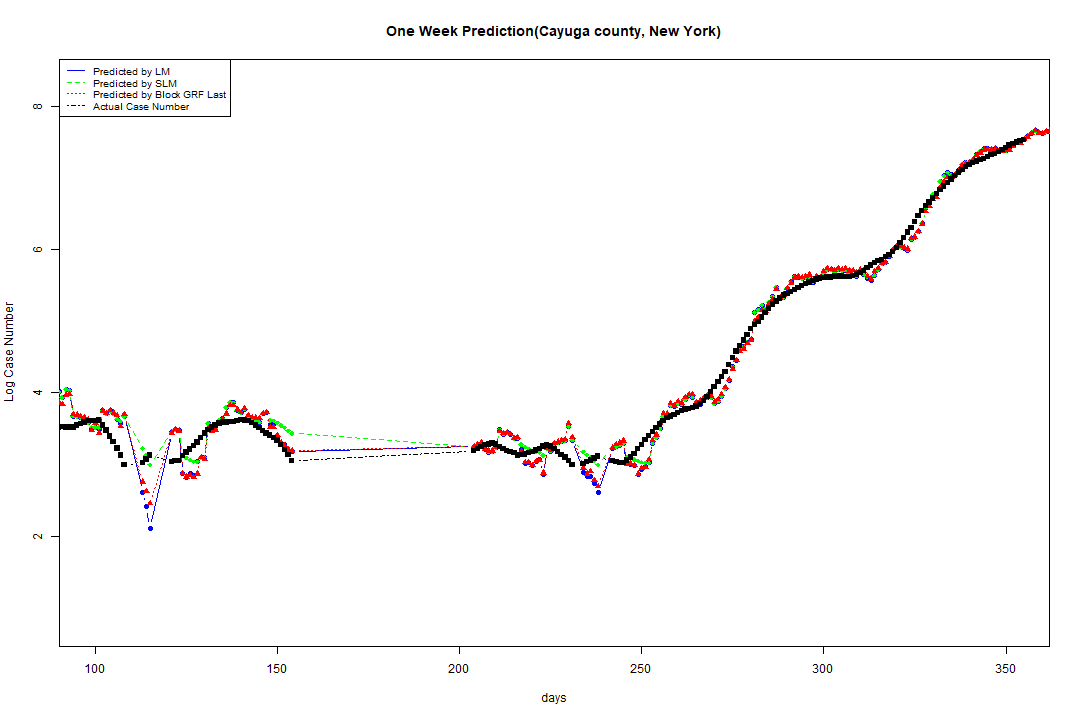 One Week Prediction(Cayuga county, New York)
Predicted by LM
Predicted by SLM
Predicted by Block GRF Last
Actual Case Number
8
6
4
2
Log Case Number
100 150 200 250 300 350
days